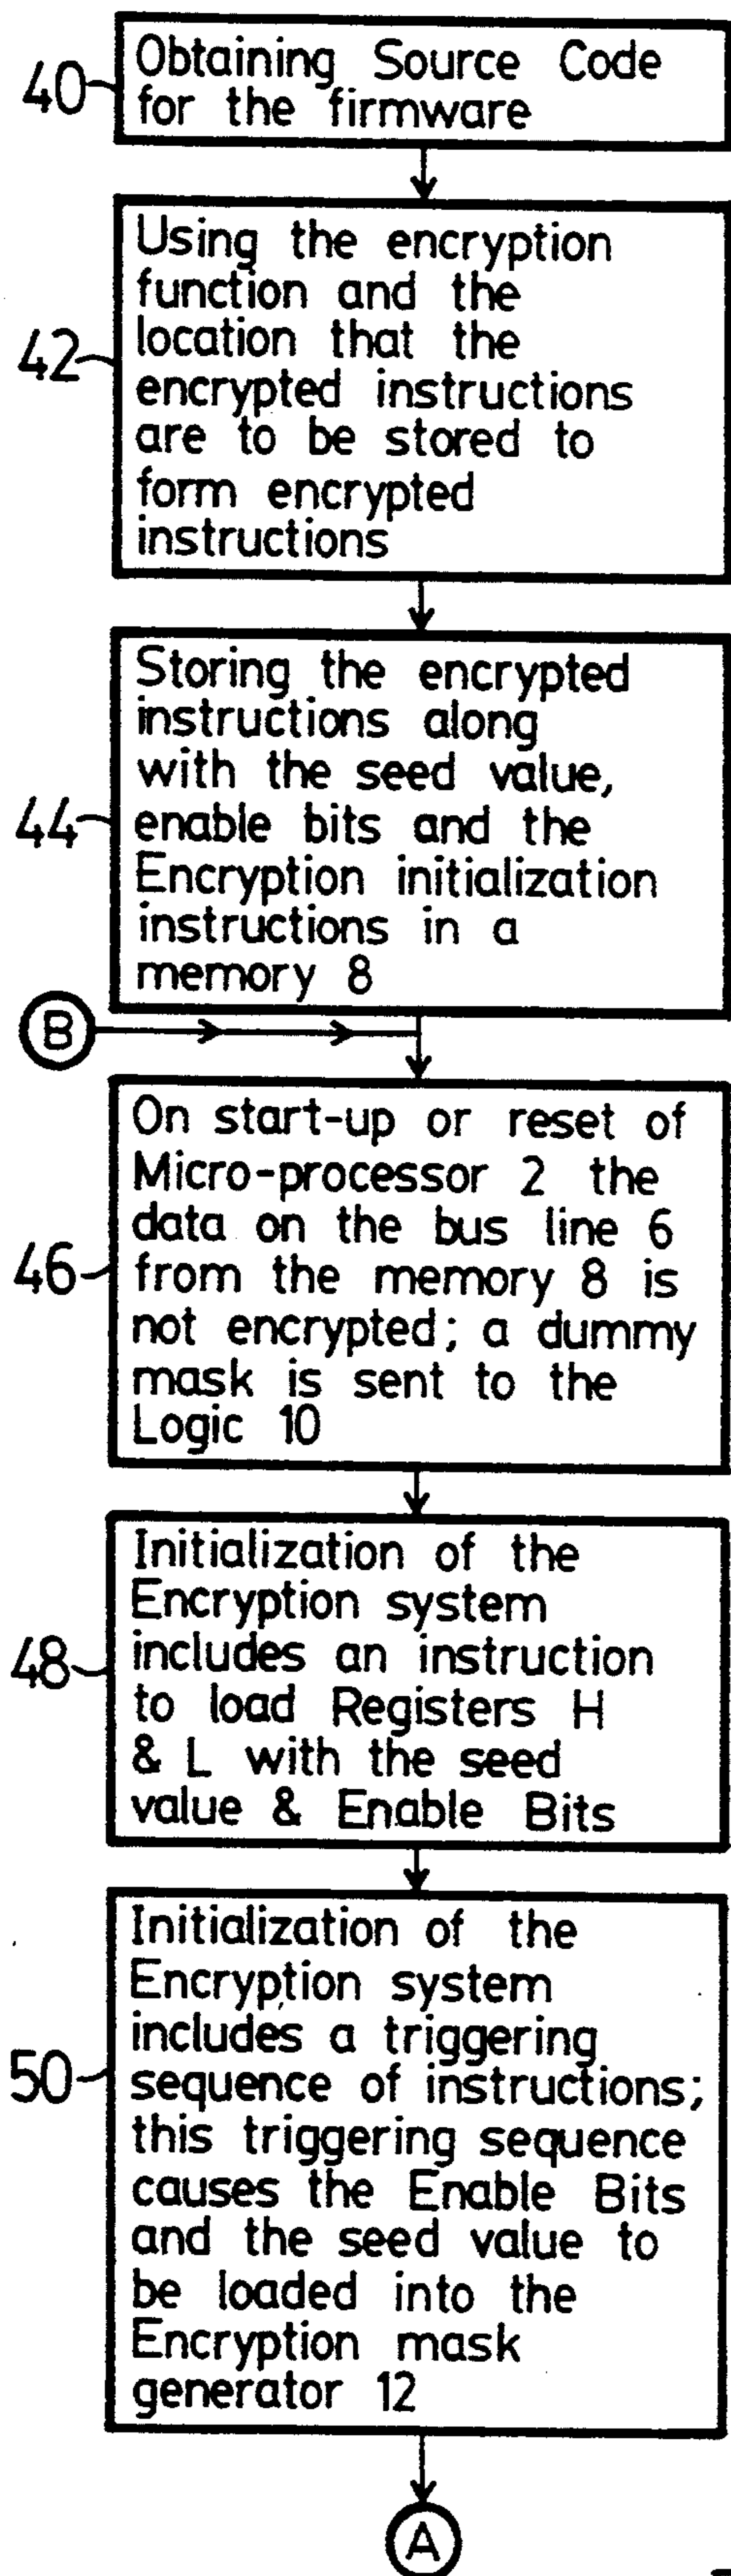 40
Obtaining Source Code
for the firmware
42
Using the encryption
function and the
location that the
encrypted instructions
are to be stored to
form encrypted
instructions
44
Storing the encrypted
instructions along
with the seed value,
enable bits and the
Encryption initialization
instructions in a
memory 8
B
46
On start-up or reset of
Micro-processor 2 the
data on the bus line 6
from the memory 8 is
not encrypted; a dummy
mask is sent to the
Logic 10
48
Initialization of the
Encryption system
includes an instruction
to load Registers H
& L with the seed
value & Enable Bits
50
Initialization of the
Encryption system
includes a triggering
sequence of instructions;
this triggering sequence
causes the Enable Bits
and the seed value to
be loaded into the
Encryption mask
generator 12
A